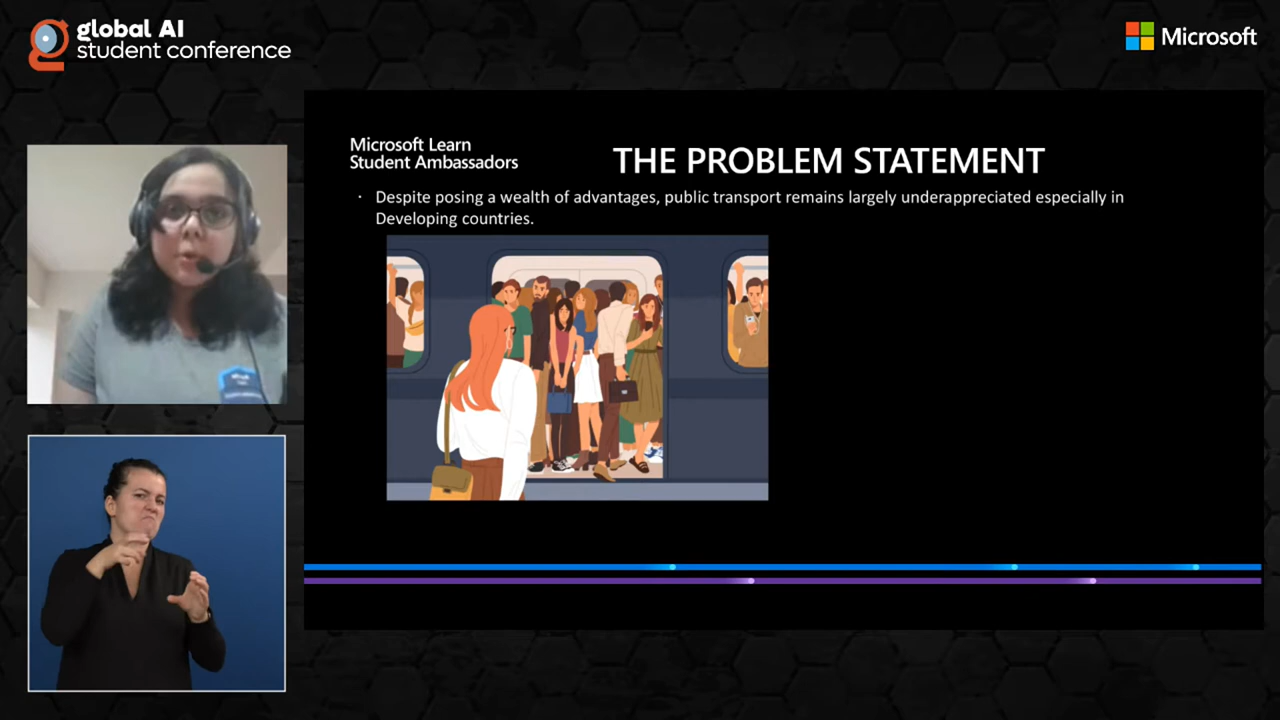 global AI
student conference
Microsoft
Microsoft Learn
Student Ambassadors
THE PROBLEM STATEMENT
· Despite posing a wealth of advantages, public transport remains largely underappreciated especially in
Developing countries.